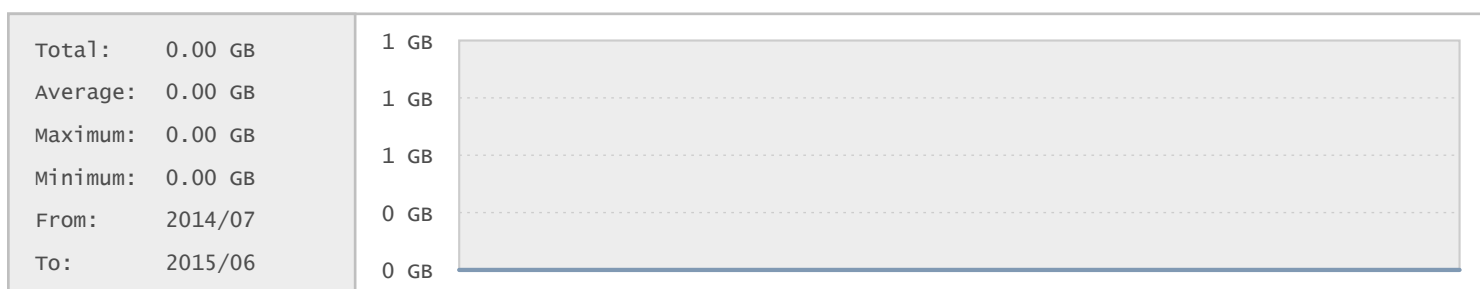 Total: 0.00 GB
Average: 0.00 GB
Maximum: 0.00 GB
Minimum: 0.00 GB
From: 2014/07
To: 2015/06
1 GB
1 GB
1 GB
0 GB
0 GB